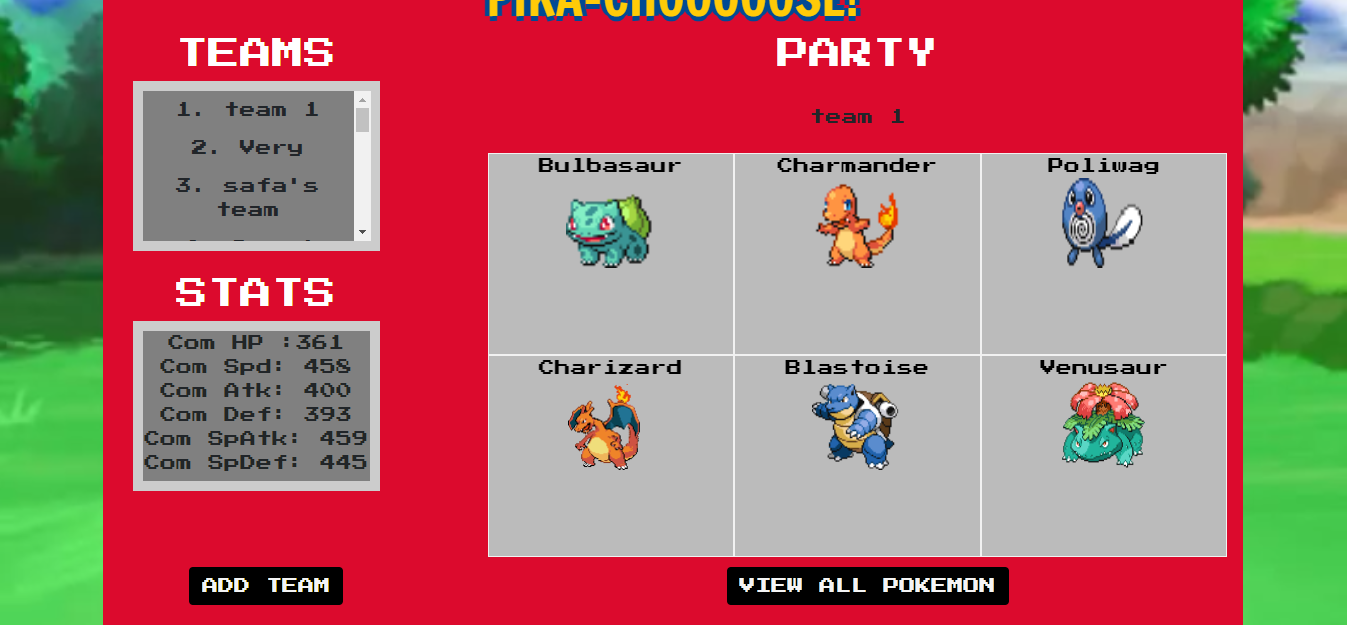 PIKA-CHOOOOOSE!
TEAMS
1. team 1
2. Very
3. safa's
team
STATS
Com HP :361
Com Spd: 458
Com Atk: 400
Com Def: 393
Com SpAtk: 459
Com SpDef: 445
ADD TEAM
PARTY
team 1
Bulbasaur
Charmander
Poliwag
Charizard
Blastoise
Venusaur
VIEW ALL POKEMON